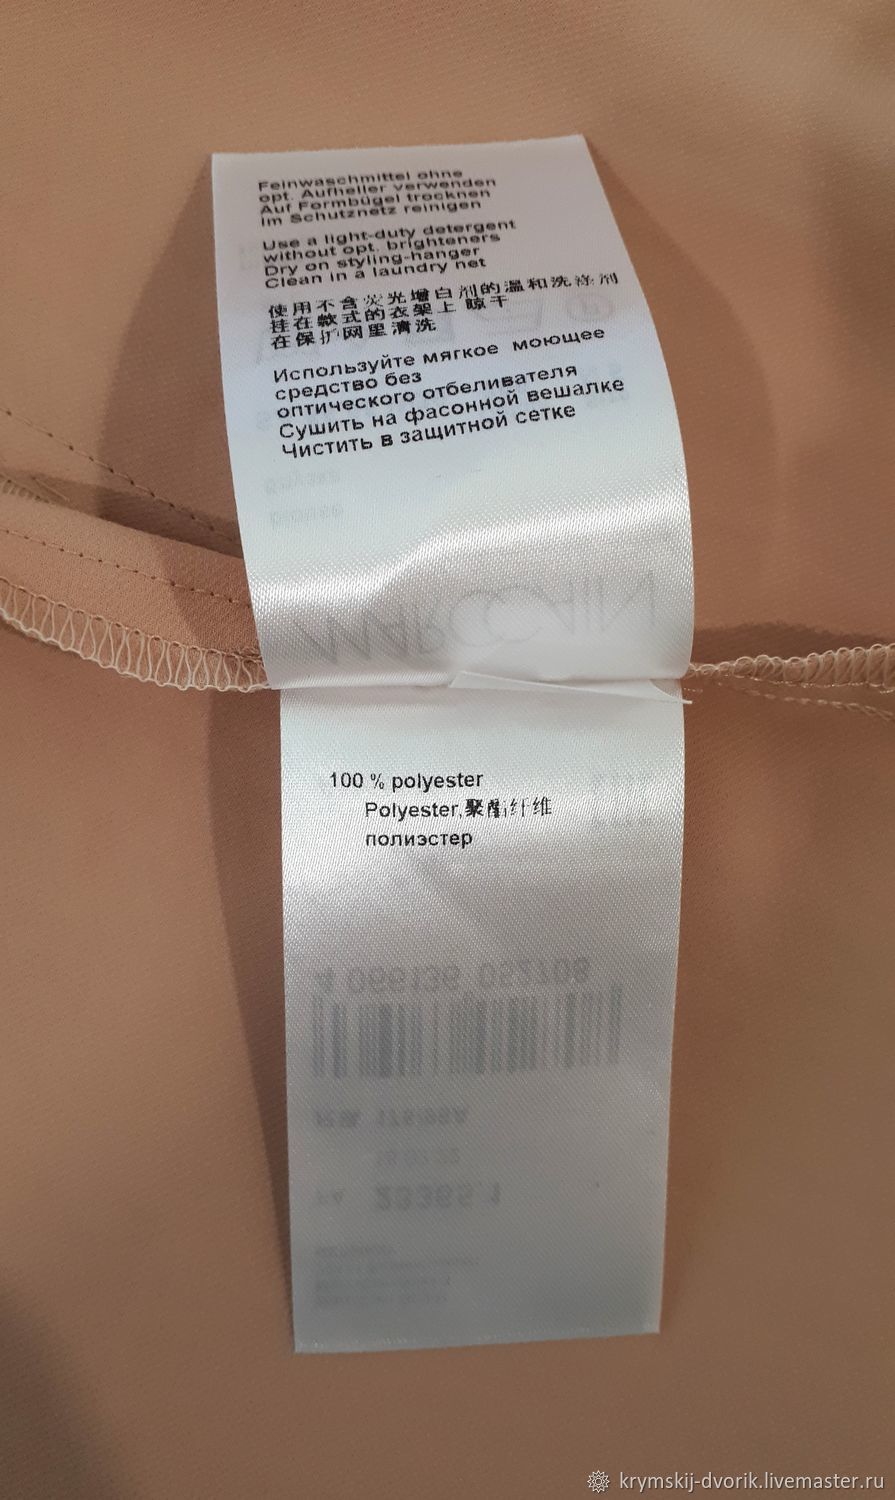 Feinwaschmittel ohne
opt. Aufheller verwenden
Auf Formbügel trocknen
im Schutznetz reinigen
Use a light-duty detergent
without opt. brighteners
Dry on styling-hanger
Clean in a laundry net
使用不含荧光增白剂的温和洗涤剂
挂在款式的衣架上 晾干
在保护网里清洗
Используйте мягкое моющее
средство без
оптического отбеливателя
Сушить на фасонной вешалке
Чистить в защитной сетке
MARCCAIN
100 % polyester
Polyester,聚酯纤维
полиэстер
4 066136 052708
krymskij-dvorik.livemaster.ru